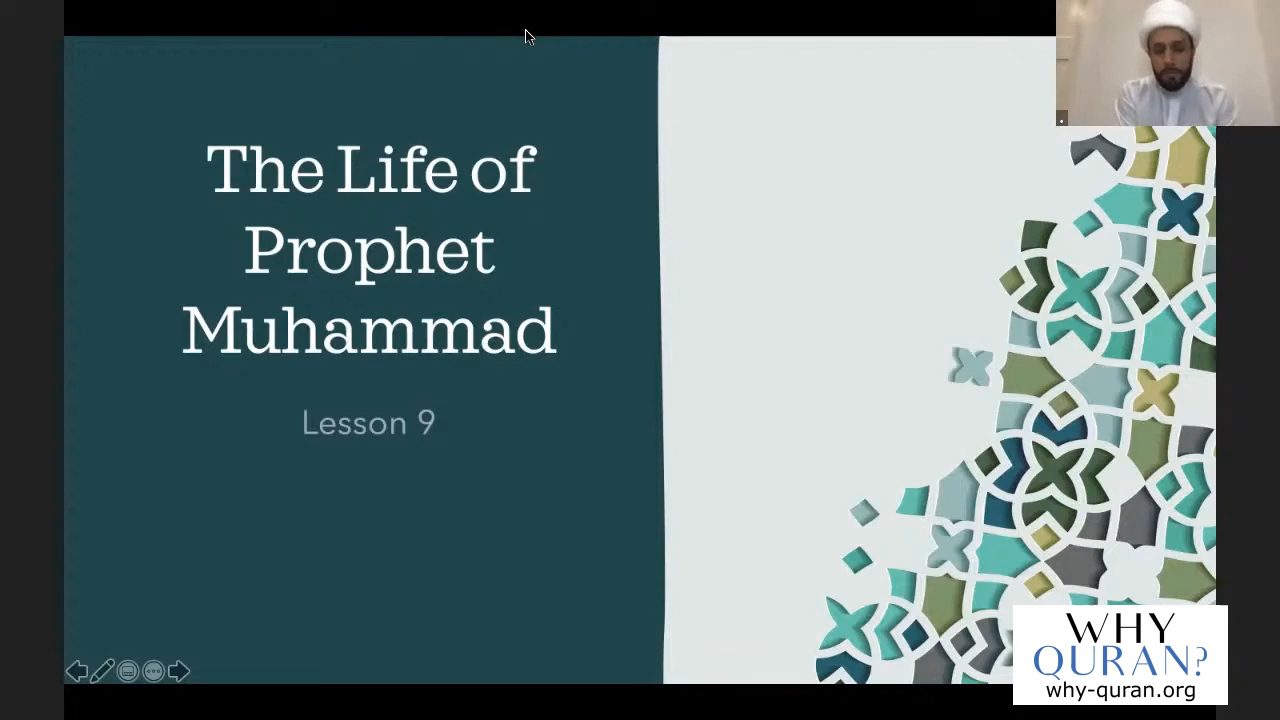 The Life of
Prophet
Muhammad
Lesson 9
WHY
QURAN?
why-quran.org